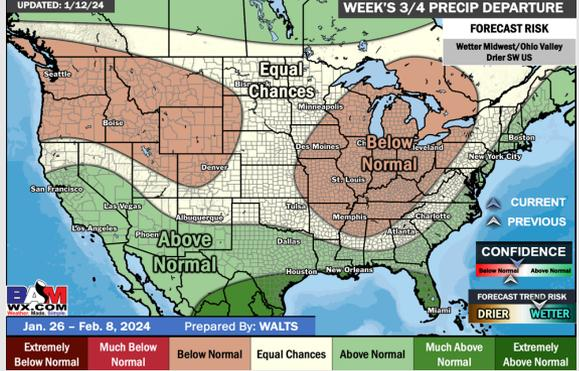 UPDATED: 1/12/24
WEEK'S 3/4 PRECIP DEPARTURE
FORECAST RISK
Wetter Midwest/Ohio Valley
Drier SW US
Seattle
Equal
Chances
Minneapolis
Boise
Des Moines
Below
Normal
Cleveland
Boston
New York City
Denver
St. Louis
San Francisco
Las Vegas
Los Angeles
Phoen
Albuquerque
Tulsa
Memphis
Charlotte
Atlanta
Above
Normal
Dallas
Houston
New Orleans
Miami
CURRENT
PREVIOUS
CONFIDENCE
Below Normal
Above Normal
FORECAST TREND RISK
DRIER
WETTER
BAM
WX.COM
Weather. Made. Simple.
Jan. 26 – Feb. 8, 2024
Prepared By: WALTS
Extremely
Below Normal
Much Below
Normal
Below Normal
Equal Chances
Above Normal
Much Above
Normal
Extremely
Above Normal